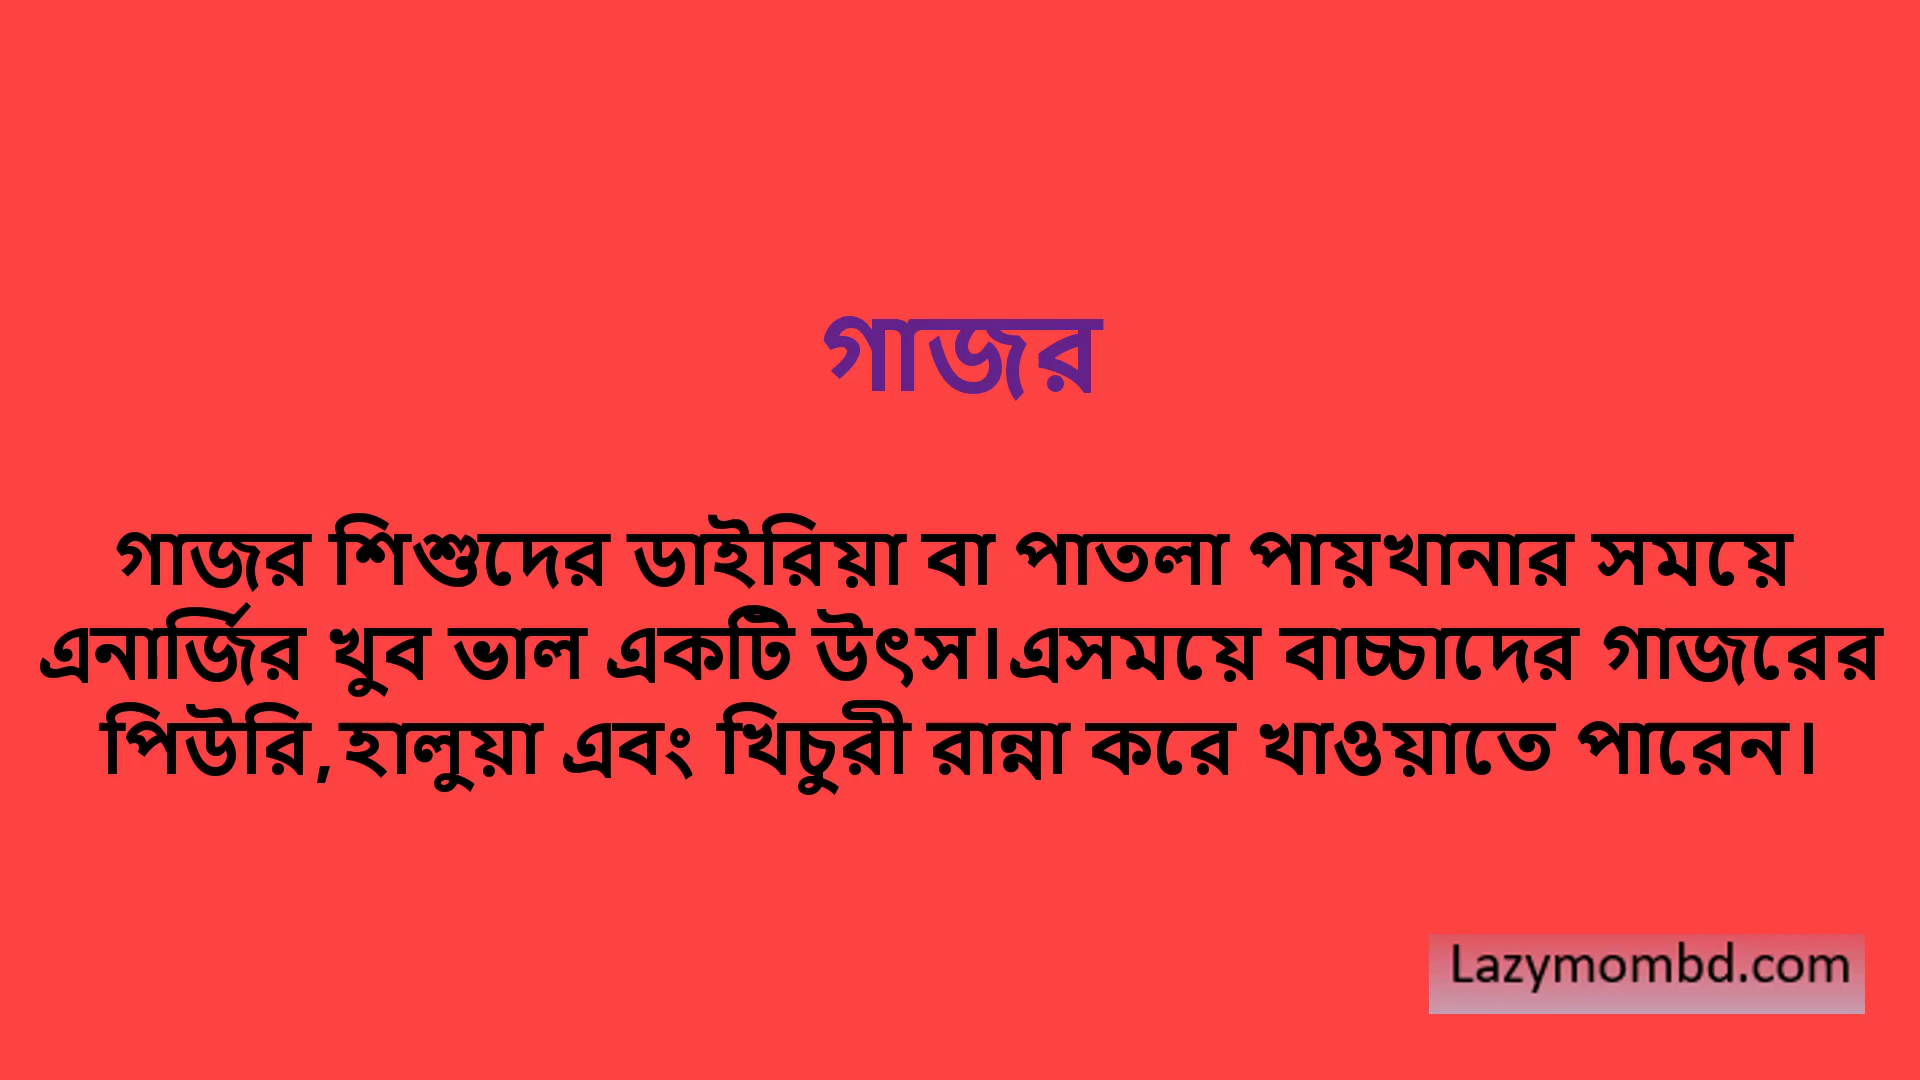 গাজর
গাজর শিশুদের ডাইরিয়া বা পাতলা পায়খানার সময়ে
এনার্জির খুব ভাল একটি উৎস।এসময়ে বাচ্চাদের গাজরের
পিউরি,হালুয়া এবং খিচুরী রান্না করে খাওয়াতে পারেন।
Lazymombd.com